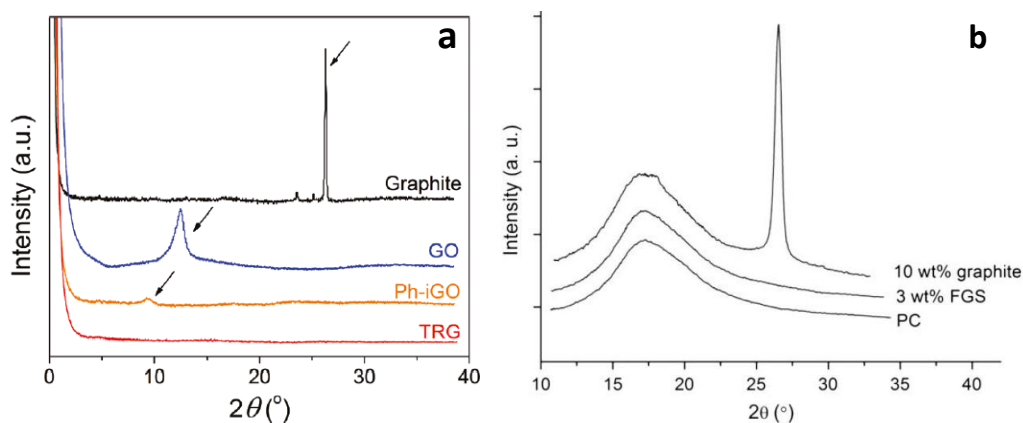 a
Intensity (a.u.)
Graphite
GO
Ph-iGO
TRG
0 10 20 30 40
2θ (°)
b
Intensity (a. u.)
10 wt% graphite
3 wt% FGS
PC
10 15 20 25 30 35 40
2θ (°)